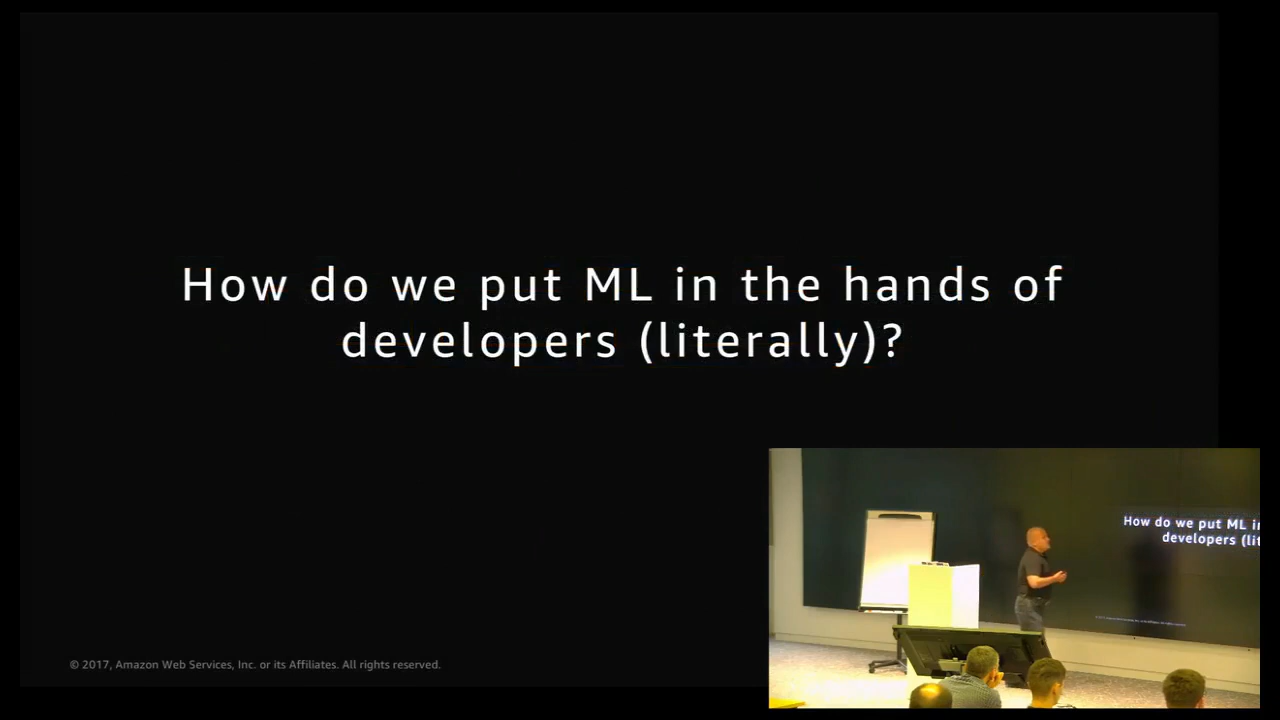 How do we put ML in the hands of
developers (literally)?
© 2017, Amazon Web Services, Inc. or its Affiliates. All rights reserved.
How do we put ML in
developers (lit